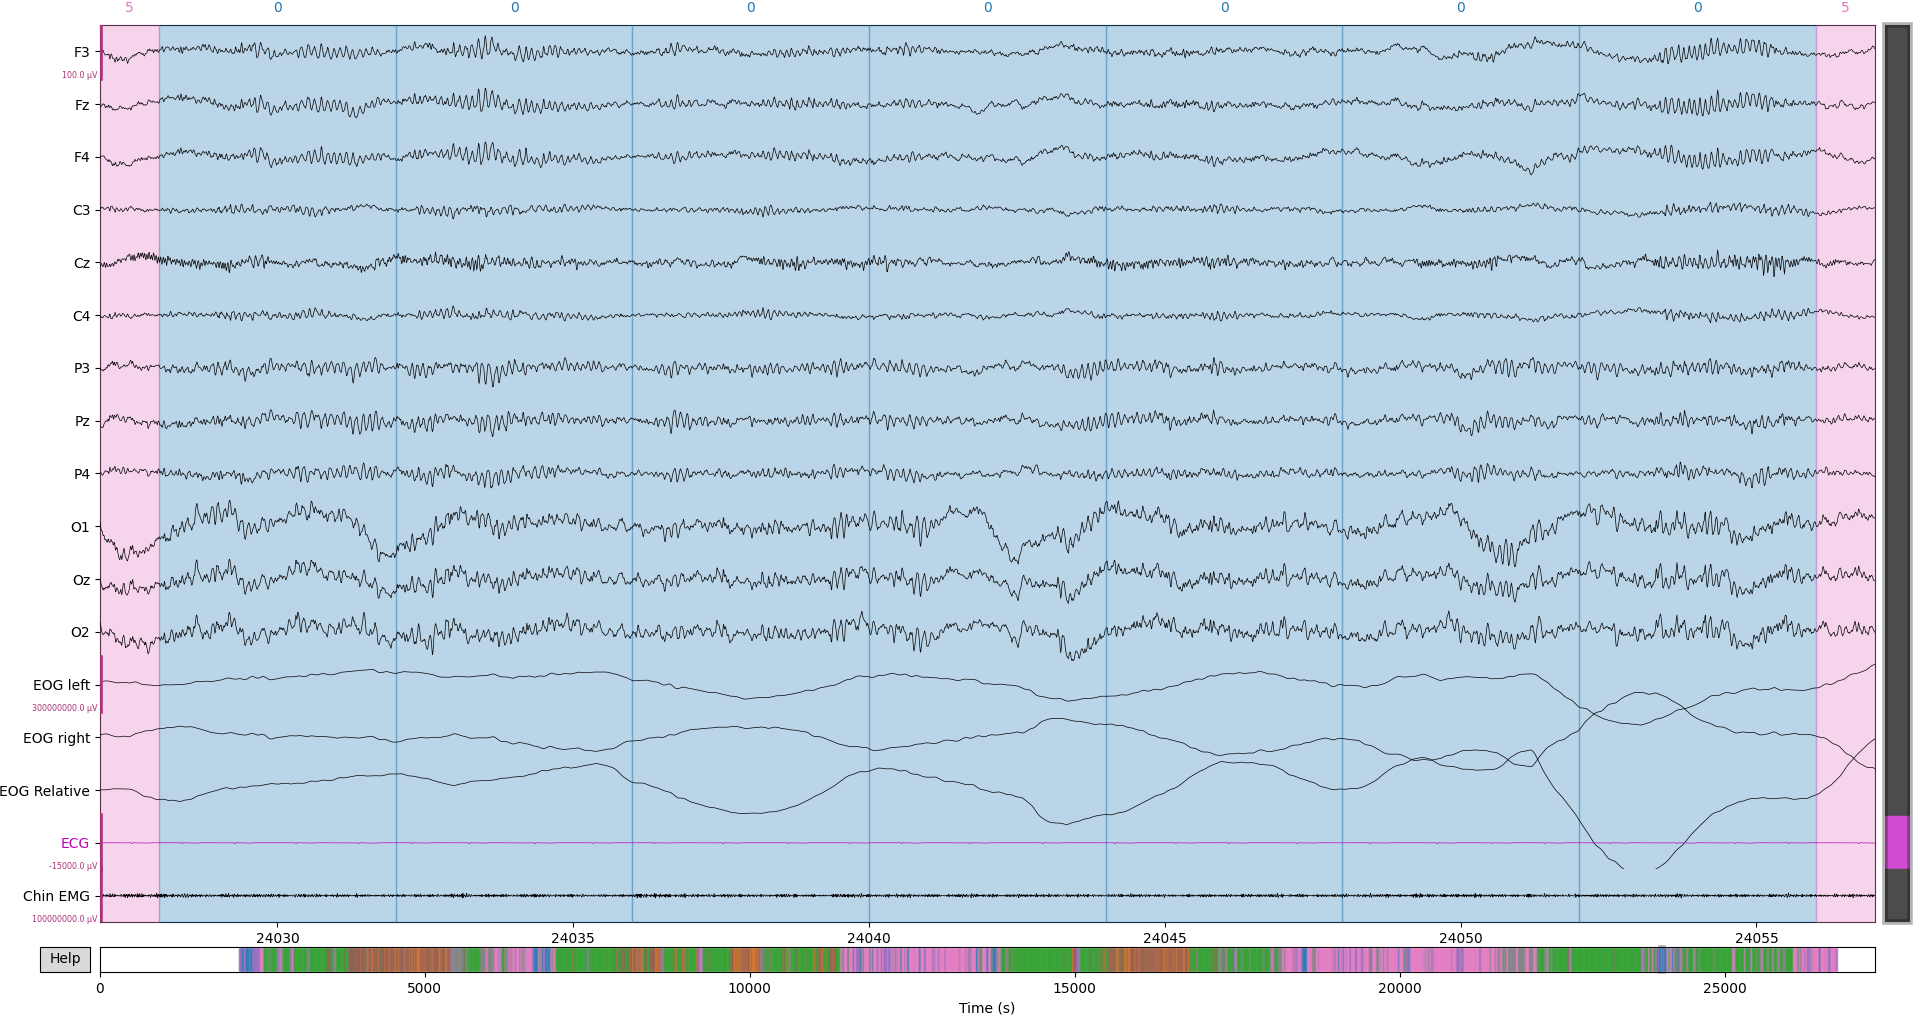 5 0 0 0 0 0 0 0 5
F3
100.0 µV
Fz
F4
C3
Cz
C4
P3
Pz
P4
O1
Oz
O2
EOG left
300000000.0 µV
EOG right
EOG Relative
ECG
-15000.0 µV
Chin EMG
100000000.0 µV
24030 24035 24040 24045 24050 24055
Help
0 5000 10000 15000 20000 25000
Time (s)